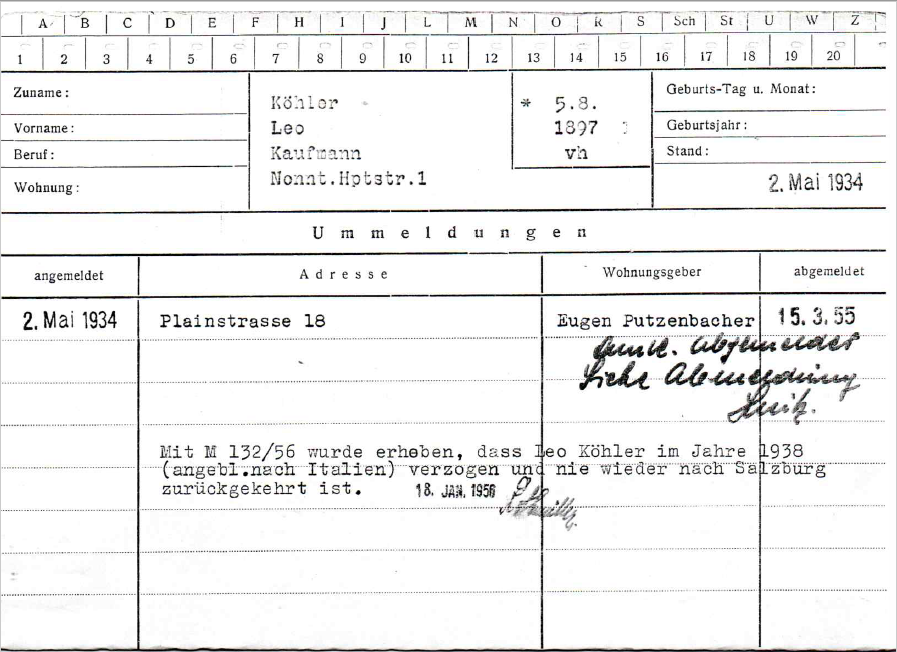 A B C D E F H I J L M N O R S Sch St U W Z
1 2 3 4 5 6 7 8 9 10 11 12 13 14 15 16 17 18 19 20
Zuname: Köhler * 5.8. Geburts-Tag u. Monat:
Vorname: Leo 1897 Geburtsjahr:
Beruf: Kaufmann vh Stand:
Wohnung: Nonnt.Hptstr.1 2. Mai 1934
Ummeldungen
angemeldet Adresse Wohnungsgeber abgemeldet
2. Mai 1934 Plainstrasse 18 Eugen Putzenbacher 15.3.55
amtl. Abgemeldet
Siehe Abmeldung
Mit M 132/56 wurde erhoben, dass Leo Köhler im Jahre 1938
(angebl.nach Italien) verzogen und nie wieder nach Salzburg
zurückgekehrt ist. 18. JAN. 1956